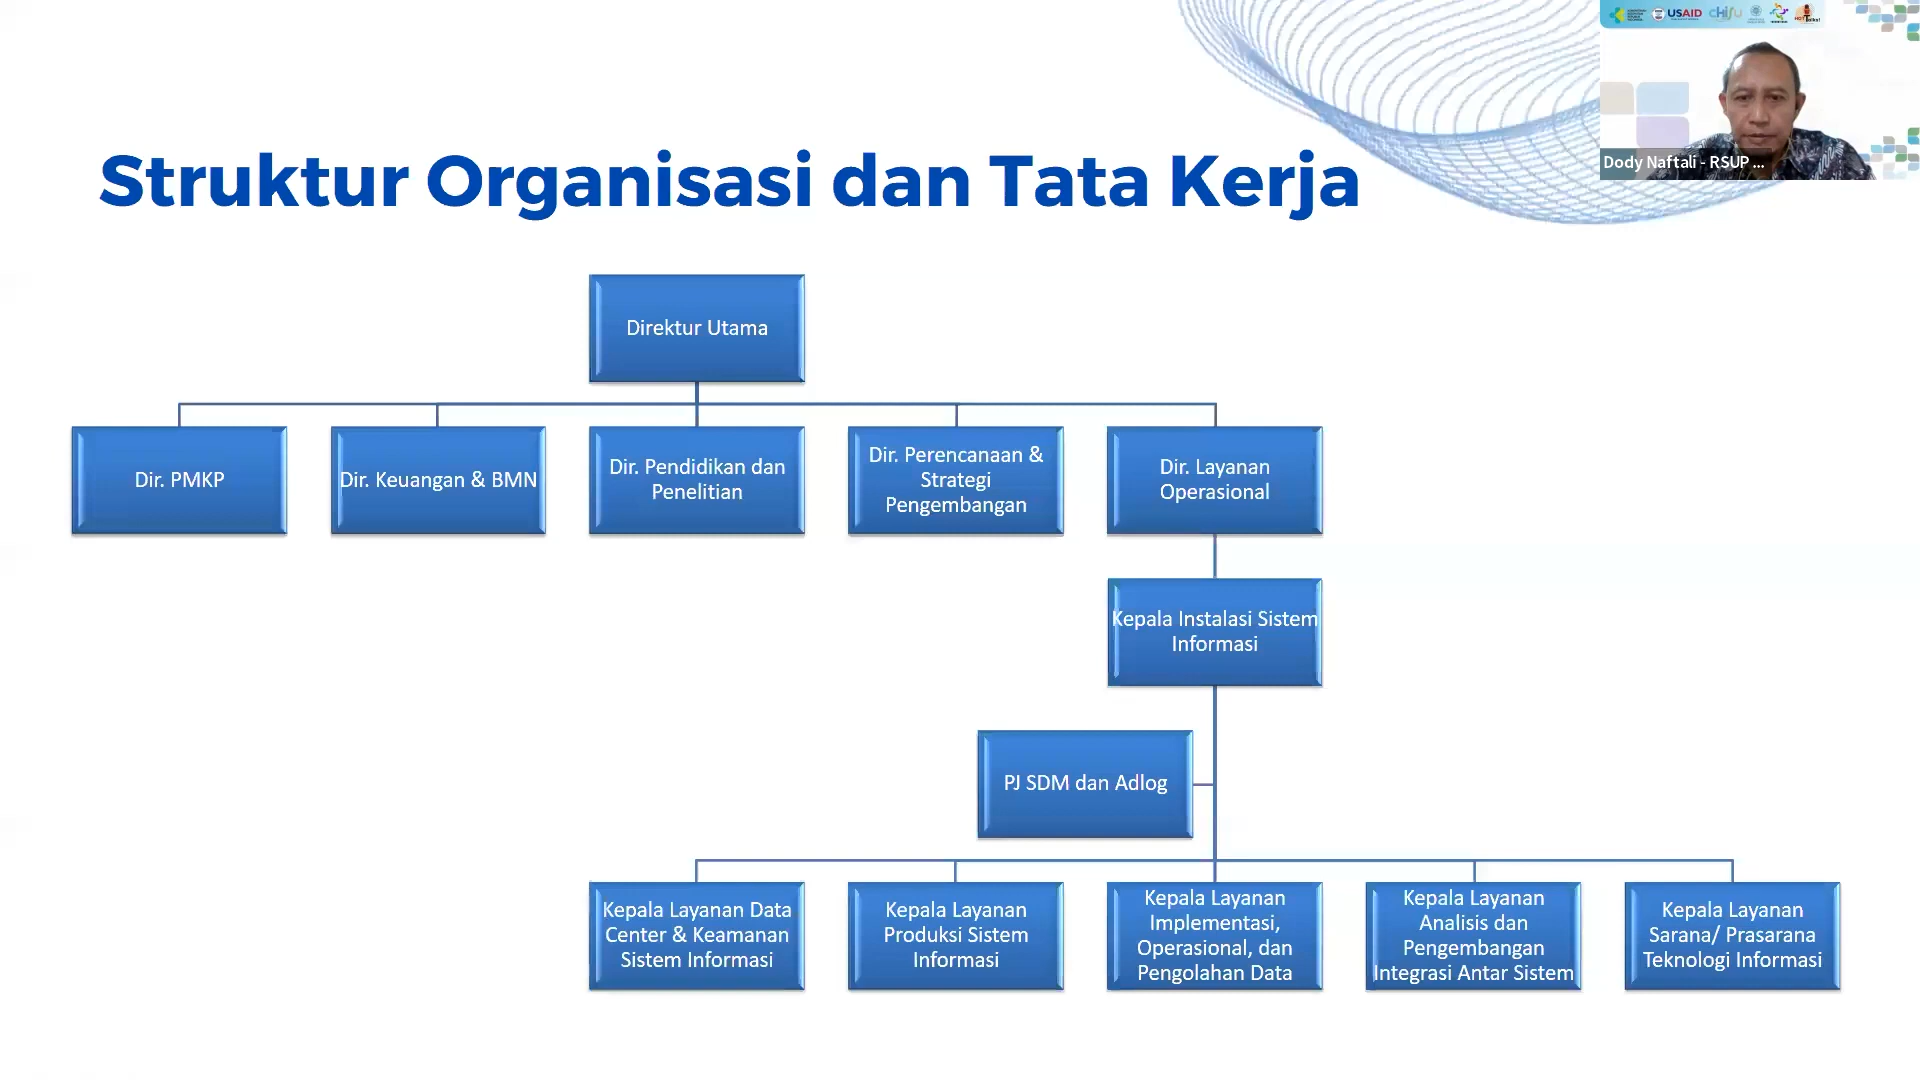 USAID
CHISU
Dody Naftali - RSUP ...
Struktur Organisasi dan Tata Kerja
Direktur Utama
Dir. PMKP
Dir. Keuangan & BMN
Dir. Pendidikan dan
Penelitian
Dir. Perencanaan &
Strategi
Pengembangan
Dir. Layanan
Operasional
Kepala Instalasi Sistem
Informasi
PJ SDM dan Adlog
Kepala Layanan Data
Center & Keamanan
Sistem Informasi
Kepala Layanan
Produksi Sistem
Informasi
Kepala Layanan
Implementasi,
Operasional, dan
Pengolahan Data
Kepala Layanan
Analisis dan
Pengembangan
Integrasi Antar Sistem
Kepala Layanan
Sarana/ Prasarana
Teknologi Informasi